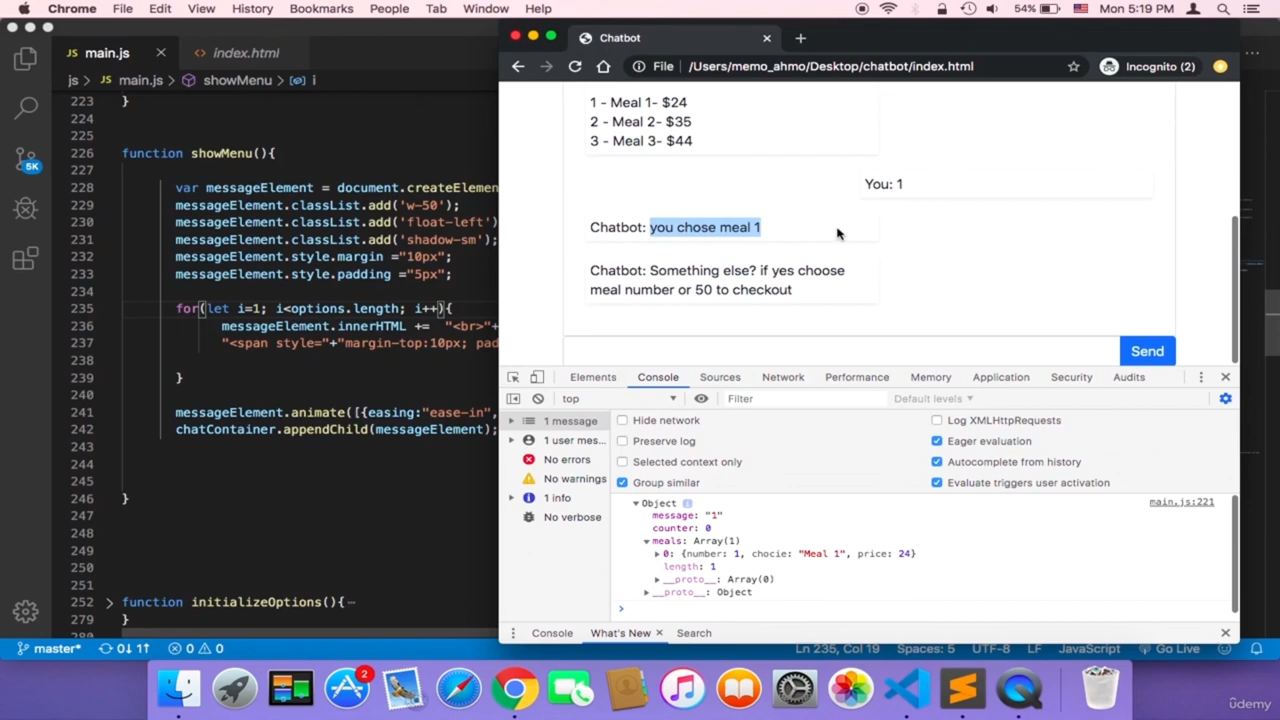 Chrome File Edit View History Bookmarks People Tab Window Help 54% Mon 5:19 PM
JS main.js × <> index.html ...
js > JS main.js > showMenu > i
223 }
224
225
226 function showMenu(){
227
228 var messageElement = document.createElemen
229 messageElement.classList.add('w-50');
230 messageElement.classList.add('float-left')
231 messageElement.classList.add('shadow-sm');
232 messageElement.style.margin ="10px";
233 messageElement.style.padding ="5px";
234
235 for(let i=1; i<options.length; i++){
236 messageElement.innerHTML += "<br>"+
237 "<span style="+"margin-top:10px; pad
238
239 }
240
241 messageElement.animate([{easing:"ease-in",
242 chatContainer.appendChild(messageElement);
243
244
245
246 }
247
248
249
250
251
252 > function initializeOptions(){⋯
279 }
280
5K
master* 0↓ 1↑ 0 0 Ln 235, Col 19 Spaces: 5 UTF-8 LF JavaScript Go Live
Chatbot × +
File | /Users/memo_ahmo/Desktop/chatbot/index.html Incognito (2)
1 - Meal 1- $24
2 - Meal 2- $35
3 - Meal 3- $44
You: 1
Chatbot: you chose meal 1
Chatbot: Something else? if yes choose
meal number or 50 to checkout
Send
Elements Console Sources Network Performance Memory Application Security Audits
top Filter Default levels
1 message
1 user mes...
No errors
No warnings
1 info
No verbose
Hide network Log XMLHttpRequests
Preserve log Eager evaluation
Selected context only Autocomplete from history
Group similar Evaluate triggers user activation
Object i main.js:221
message: "1"
counter: 0
meals: Array(1)
0: {number: 1, chocie: "Meal 1", price: 24}
length: 1
__proto__: Array(0)
__proto__: Object
>
Console What's New × Search
2
ûdemy